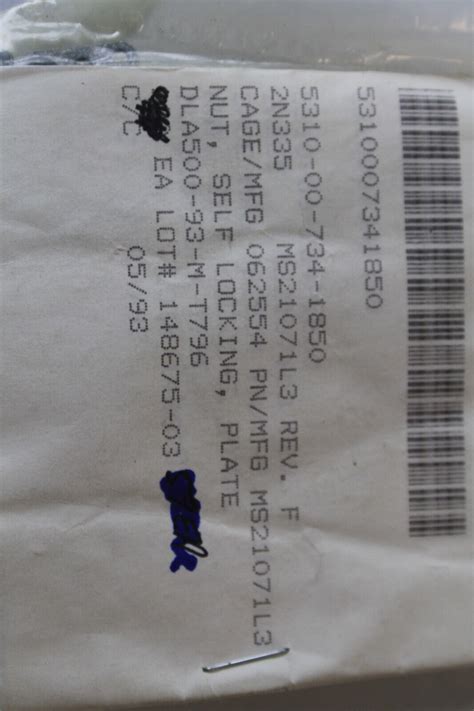 5310007341850
5310-00-734-1850
2N335 MS21071L3 REV. F
CAGE/MFG 062554 PN/MFG MS21071L3
NUT, SELF LOCKING, PLATE
DLA500-93-M-T796
C/C
EA LOT# 148675-03
05/93